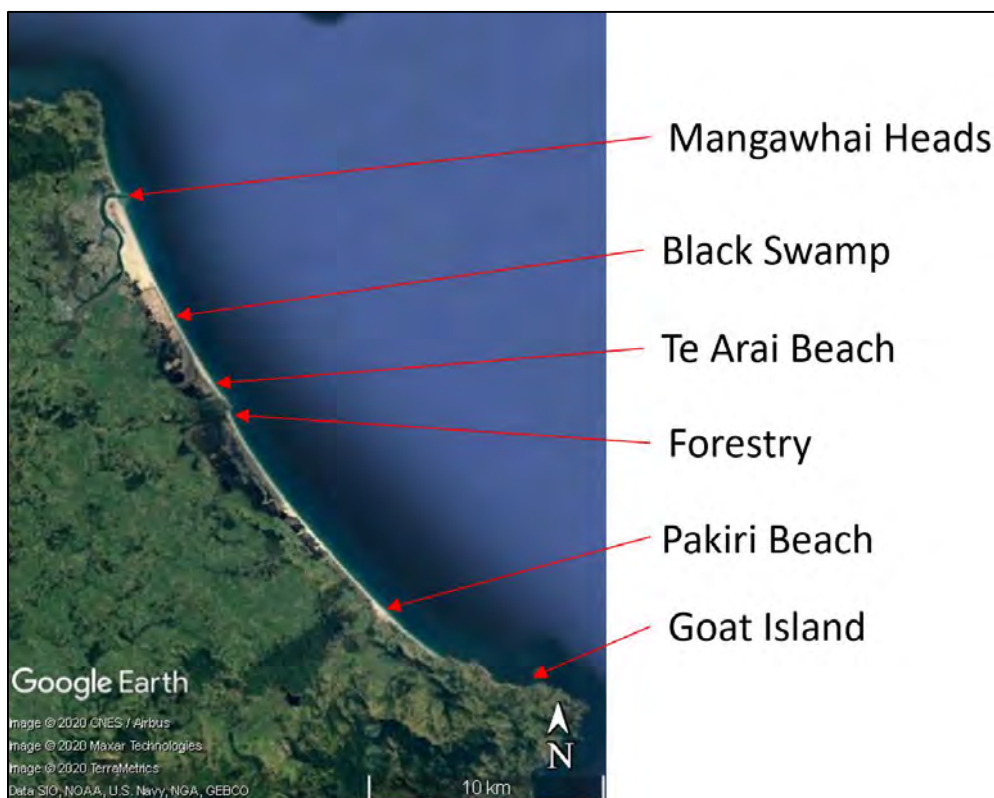 Mangawhai Heads
Black Swamp
Te Arai Beach
Forestry
Pakiri Beach
Goat Island
Google Earth
Image © 2020 CNES / Airbus
Image © 2020 Maxar Technologies
Image © 2020 TerraMetrics
Data SIO, NOAA, U.S. Navy, NGA, GEBCO
N
10 km